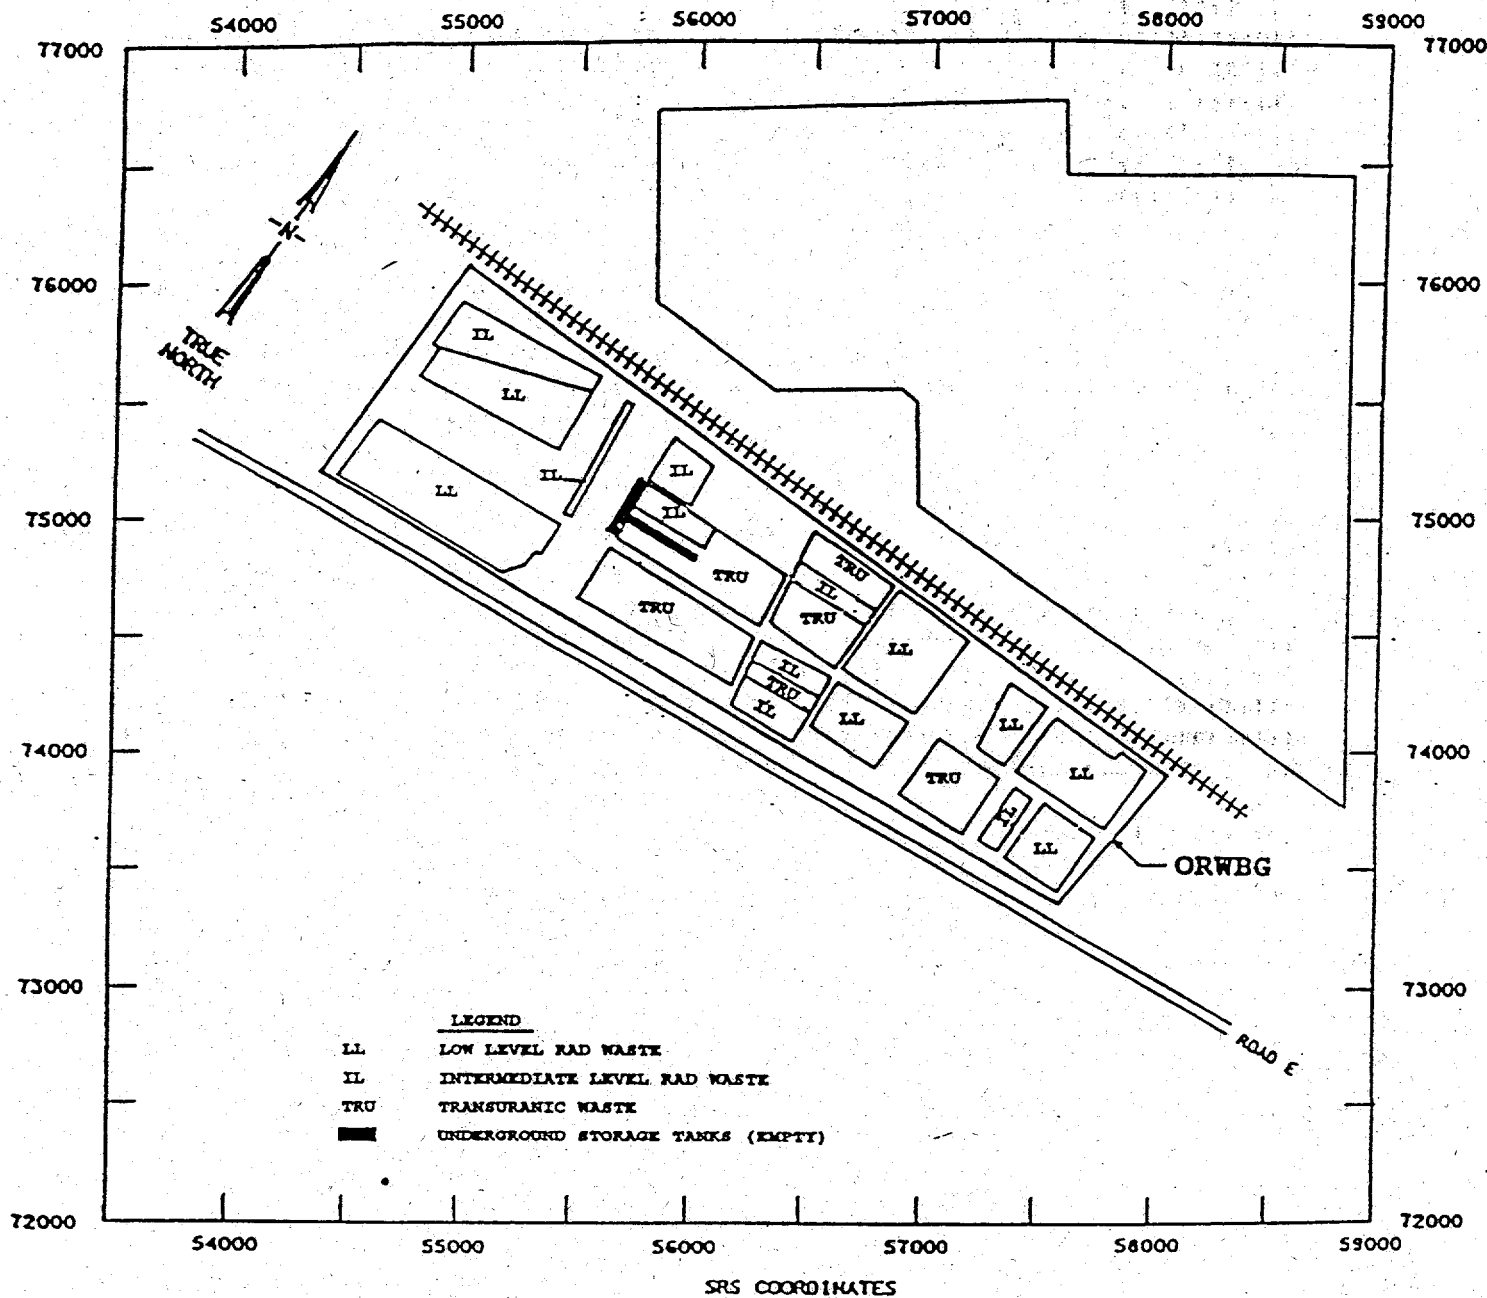 54000 55000 56000 57000 58000 59000
77000 77000
-N-
TRUE
NORTH
76000 76000
IL
LL
IL
IL
LL
75000 75000
IL
TRU
TRU
IL
TRU
TRU
LL
IL
TRU
IL
LL
LL
74000 74000
TRU
LL
IL
LL
ORWBG
73000 73000
ROAD E
LEGEND
LL LOW LEVEL RAD WASTE
IL INTERMEDIATE LEVEL RAD WASTE
TRU TRANSURANIC WASTE
UNDERGROUND STORAGE TANKS (EMPTY)
72000 72000
54000 55000 56000 57000 58000 59000
SRS COORDINATES